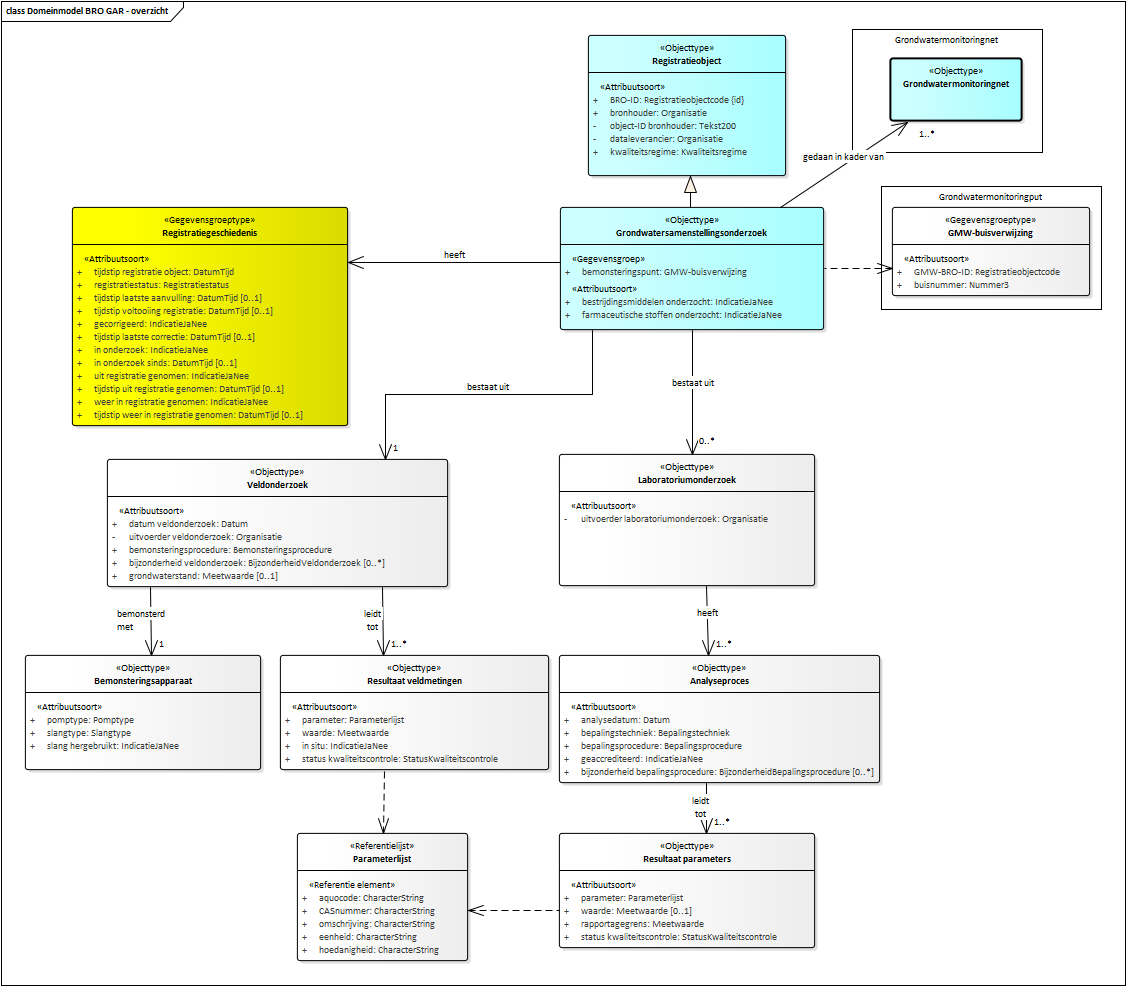 class Domeinmodel BRO GAR - overzicht
«Objecttype»
Registratieobject
«Attribuutsoort»
+ BRO-ID: Registratieobjectcode {id}
+ bronhouder: Organisatie
- object-ID bronhouder: Tekst200
- dataleverancier: Organisatie
+ kwaliteitsregime: Kwaliteitsregime
Grondwatermonitoringnet
«Objecttype»
Grondwatermonitoringnet
1..*
gedaan in kader van
Grondwatermonitoringput
«Gegevensgroeptype»
GMW-buisverwijzing
«Attribuutsoort»
+ GMW-BRO-ID: Registratieobjectcode
+ buisnummer: Nummer3
«Gegevensgroeptype»
Registratiegeschiedenis
«Attribuutsoort»
+ tijdstip registratie object: DatumTijd
+ registratiestatus: Registratiestatus
+ tijdstip laatste aanvulling: DatumTijd [0..1]
+ tijdstip voltooiing registratie: DatumTijd [0..1]
+ gecorrigeerd: IndicatieJaNee
+ tijdstip laatste correctie: DatumTijd [0..1]
+ in onderzoek: IndicatieJaNee
+ in onderzoek sinds: DatumTijd [0..1]
+ uit registratie genomen: IndicatieJaNee
+ tijdstip uit registratie genomen: DatumTijd [0..1]
+ weer in registratie genomen: IndicatieJaNee
+ tijdstip weer in registratie genomen: DatumTijd [0..1]
heeft
«Objecttype»
Grondwatersamenstellingsonderzoek
«Gegevensgroep»
+ bemonsteringspunt: GMW-buisverwijzing
«Attribuutsoort»
+ bestrijdingsmiddelen onderzocht: IndicatieJaNee
+ farmaceutische stoffen onderzocht: IndicatieJaNee
bestaat uit
1
bestaat uit
0..*
«Objecttype»
Veldonderzoek
«Attribuutsoort»
+ datum veldonderzoek: Datum
- uitvoerder veldonderzoek: Organisatie
+ bemonsteringsprocedure: Bemonsteringsprocedure
+ bijzonderheid veldonderzoek: BijzonderheidVeldonderzoek [0..*]
+ grondwaterstand: Meetwaarde [0..1]
«Objecttype»
Laboratoriumonderzoek
«Attribuutsoort»
- uitvoerder laboratoriumonderzoek: Organisatie
bemonsterd
met
1
leidt
tot
1..*
heeft
1..*
«Objecttype»
Bemonsteringsapparaat
«Attribuutsoort»
+ pomptype: Pomptype
+ slangtype: Slangtype
+ slang hergebruikt: IndicatieJaNee
«Objecttype»
Resultaat veldmetingen
«Attribuutsoort»
+ parameter: Parameterlijst
+ waarde: Meetwaarde
+ in situ: IndicatieJaNee
+ status kwaliteitscontrole: StatusKwaliteitscontrole
«Objecttype»
Analyseproces
«Attribuutsoort»
+ analysedatum: Datum
+ bepalingstechniek: Bepalingstechniek
+ bepalingsprocedure: Bepalingsprocedure
+ geaccrediteerd: IndicatieJaNee
+ bijzonderheid bepalingsprocedure: BijzonderheidBepalingsprocedure [0..*]
leidt
tot
1..*
«Referentielijst»
Parameterlijst
«Referentie element»
+ aquocode: CharacterString
+ CASnummer: CharacterString
+ omschrijving: CharacterString
+ eenheid: CharacterString
+ hoedanigheid: CharacterString
«Objecttype»
Resultaat parameters
«Attribuutsoort»
+ parameter: Parameterlijst
+ waarde: Meetwaarde [0..1]
+ rapportagegrens: Meetwaarde
+ status kwaliteitscontrole: StatusKwaliteitscontrole